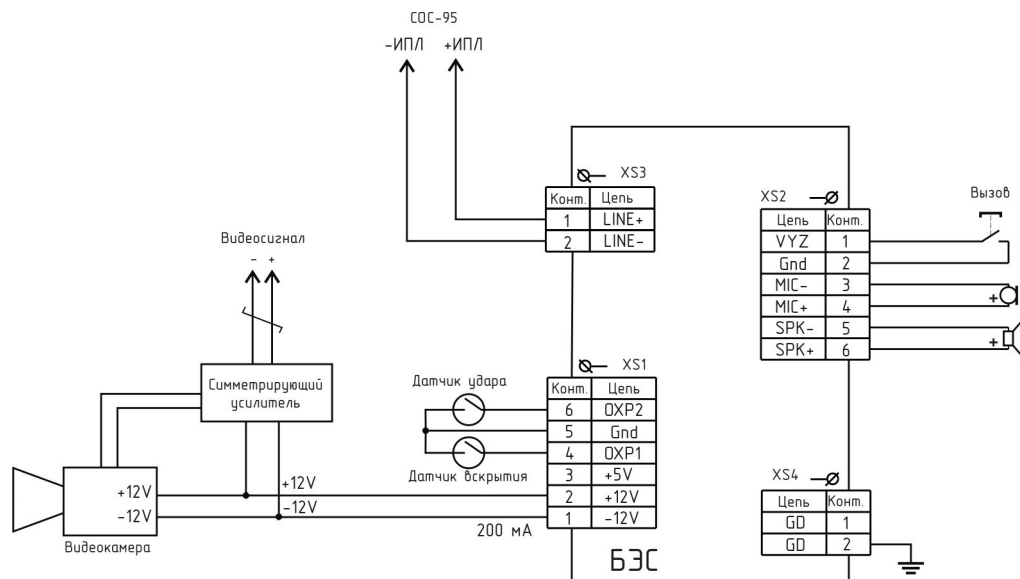 СОС-95
-ИПЛ +ИПЛ
XS3
Конт. Цепь
1 LINE+
2 LINE-
XS2
Цепь Конт.
VYZ 1
Gnd 2
MIC- 3
MIC+ 4
SPK- 5
SPK+ 6
Вызов
+
+
Видеосигнал
- +
Симметрирующий
усилитель
XS1
Конт. Цепь
6 OXP2
5 Gnd
4 OXP1
3 +5V
2 +12V
1 -12V
Датчик удара
Датчик вскрытия
+12V
-12V
+12V
-12V
Видеокамера
200 мА
БЭС
XS4
Цепь Конт.
GD 1
GD 2